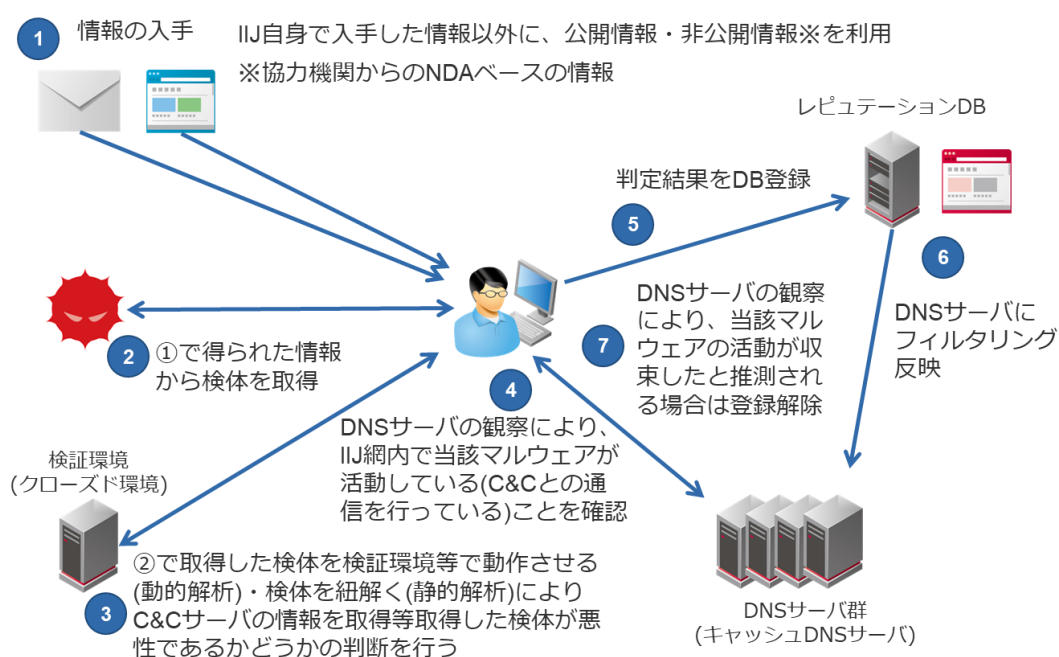 1
情報の入手
IIJ自身で入手した情報以外に、公開情報・非公開情報※を利用
※協力機関からのNDAベースの情報
レピュテーションDB
判定結果をDB登録
5
6
DNSサーバに
フィルタリング
反映
2
①で得られた情報
から検体を取得
7
DNSサーバの観察
により、当該マル
ウェアの活動が収
束したと推測され
る場合は登録解除
4
DNSサーバの観察により、
IIJ網内で当該マルウェアが
活動している(C&Cとの通
信を行っている)ことを確認
検証環境
(クローズド環境)
3
②で取得した検体を検証環境等で動作させる
(動的解析)・検体を紐解く(静的解析)により
C&Cサーバの情報を取得等取得した検体が悪
性であるかどうかの判断を行う
DNSサーバ群
(キャッシュDNSサーバ)